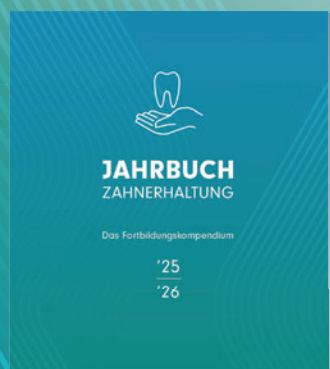 JAHRBUCH
ZAHNERHALTUNG
Das Fortbildungskompendium
'25
'26